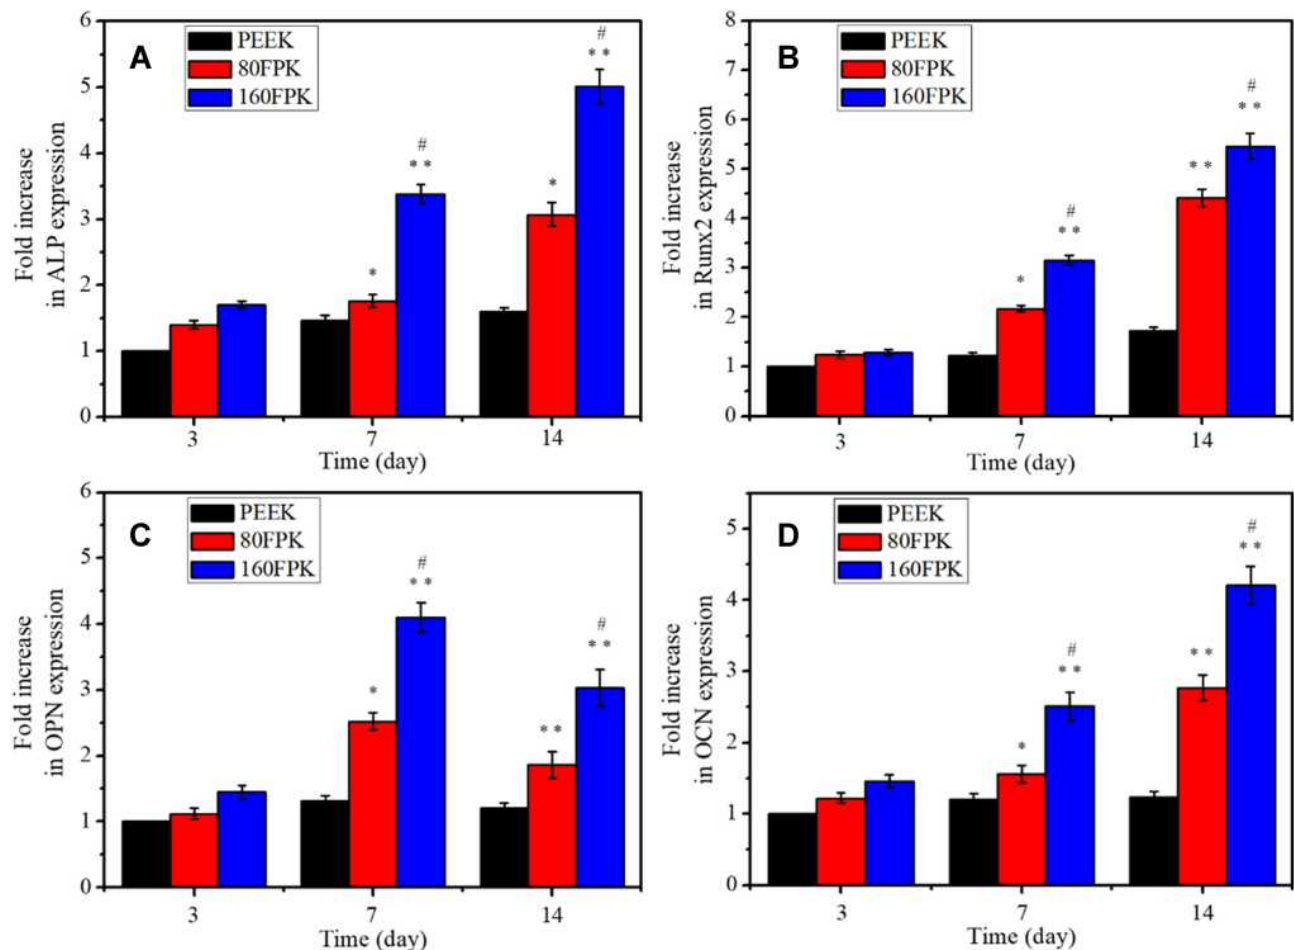 A
PEEK
80FPK
160FPK
#
* *
#
* *
*
*
Fold increase
in ALP expression
6
5
4
3
2
1
0
3
7
14
Time (day)
B
PEEK
80FPK
160FPK
#
* *
* *
#
* *
*
Fold increase
in Runx2 expression
8
7
6
5
4
3
2
1
0
3
7
14
Time (day)
C
PEEK
80FPK
160FPK
#
* *
#
* *
*
* *
Fold increase
in OPN expression
6
5
4
3
2
1
0
3
7
14
Time (day)
D
PEEK
80FPK
160FPK
#
* *
#
* *
* *
*
Fold increase
in OCN expression
5
4
3
2
1
0
3
7
14
Time (day)